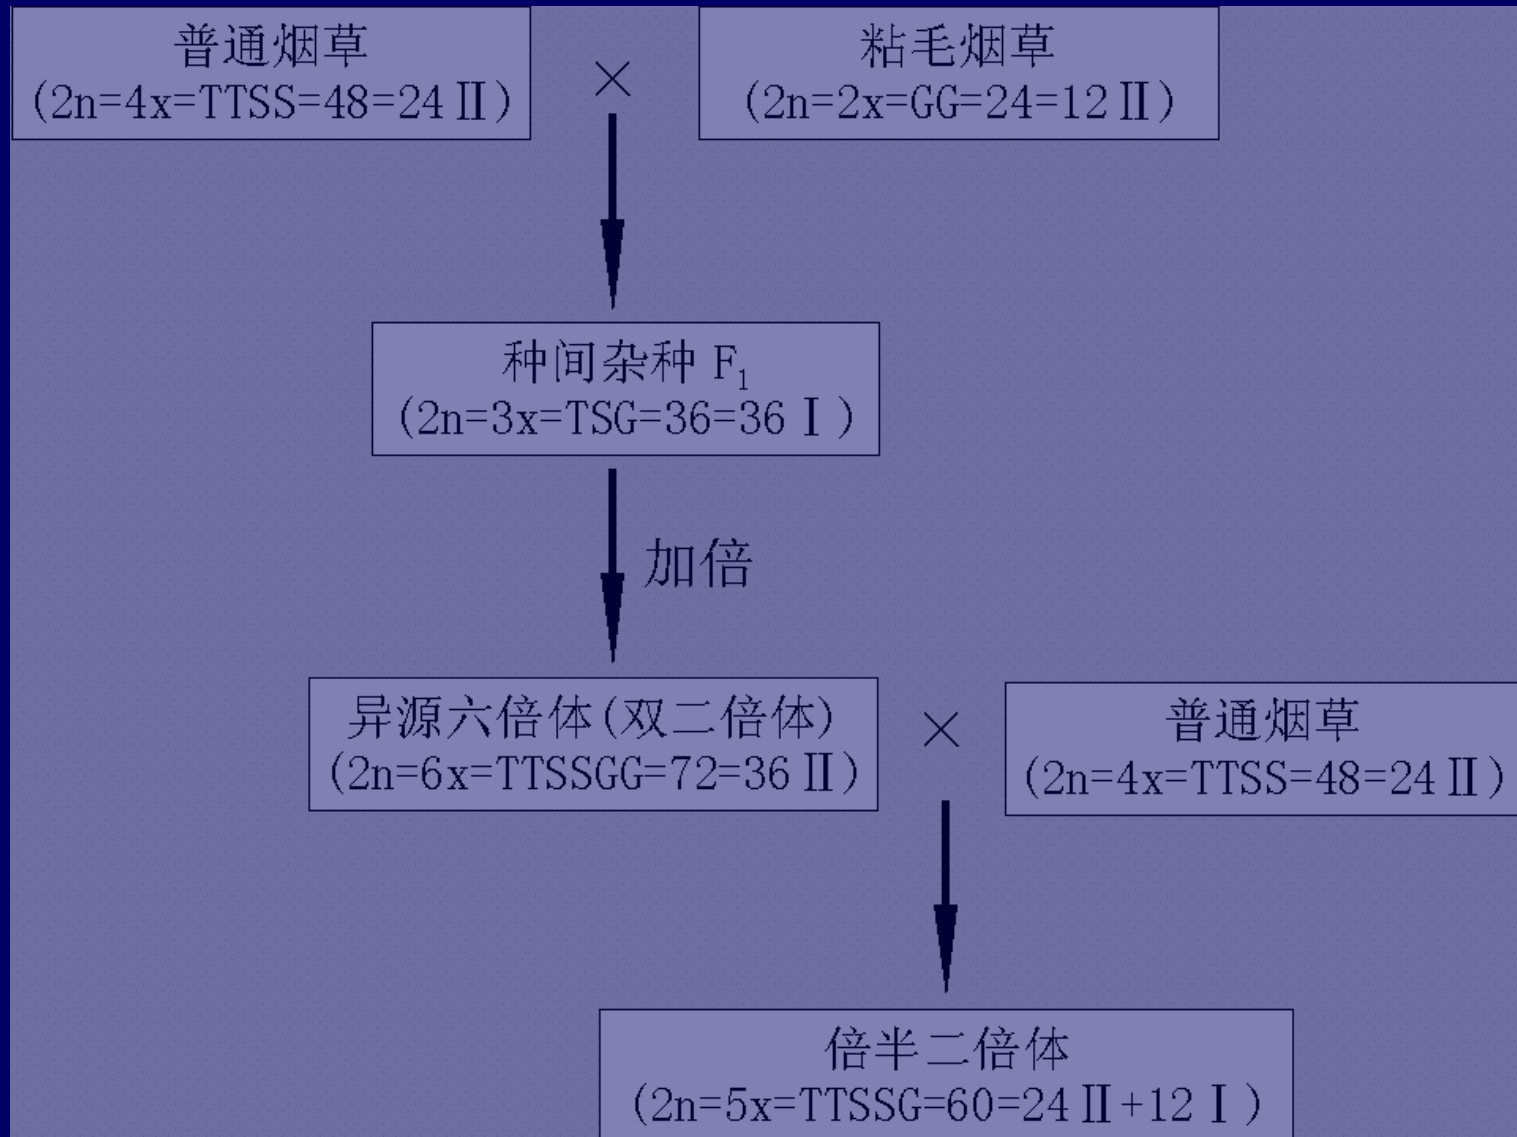 普通烟草
(2n=4x=TTSS=48=24Ⅱ)
×
粘毛烟草
(2n=2x=GG=24=12Ⅱ)
种间杂种 F₁
(2n=3x=TSG=36=36Ⅰ)
加倍
异源六倍体(双二倍体)
(2n=6x=TTSSGG=72=36Ⅱ)
×
普通烟草
(2n=4x=TTSS=48=24Ⅱ)
倍半二倍体
(2n=5x=TTSSG=60=24Ⅱ+12Ⅰ)